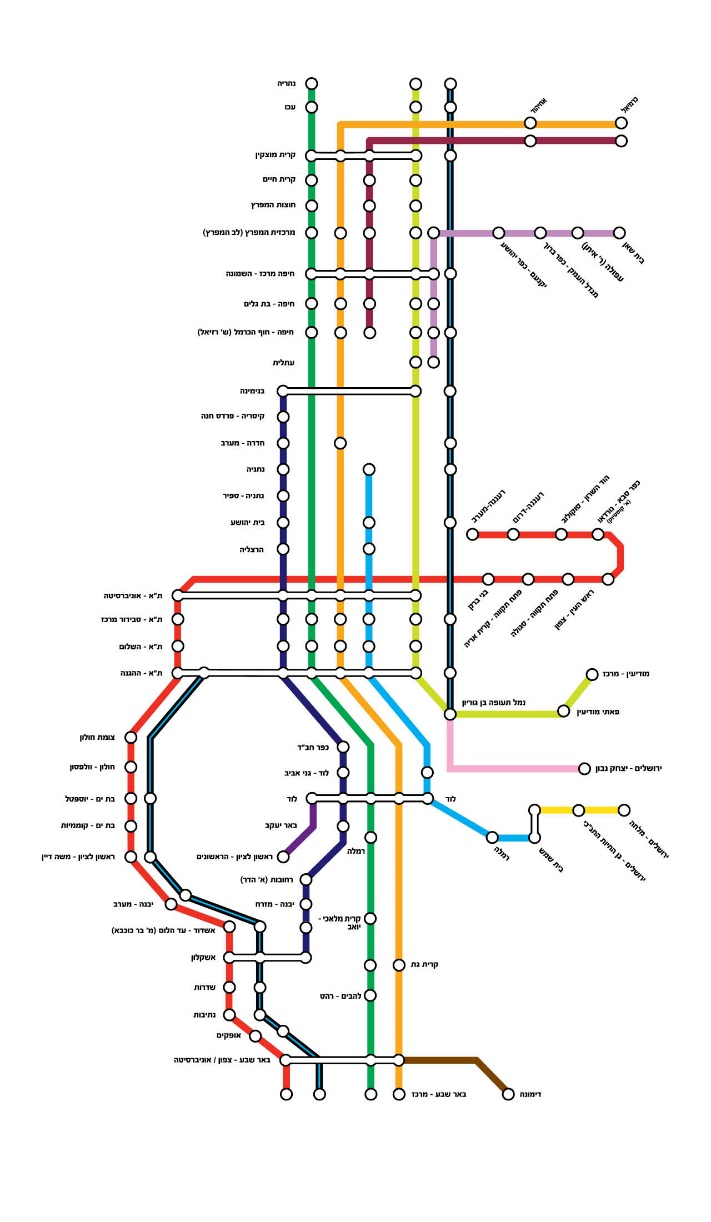 נהריה
עכו
אחיהוד
כרמיאל
קרית מוצקין
קרית חיים
חוצות המפרץ
מרכזית המפרץ (לב המפרץ)
יקנעם - כפר יהושע
מגדל העמק - כפר ברוך
עפולה (ר' איתן)
בית שאן
חיפה מרכז - השמונה
חיפה - בת גלים
חיפה - חוף הכרמל (ש' רזיאל)
עתלית
בנימינה
קיסריה - פרדס חנה
חדרה - מערב
נתניה
נתניה - ספיר
בית יהושע
הרצליה
רעננה-מערב
רעננה-דרום
הוד השרון - סוקולוב
כפר סבא - נורדאו
(א' קוסטיוק)
בני ברק
פתח תקווה - קרית אריה
פתח תקווה - סגולה
ראש העין - צפון
ת"א - אוניברסיטה
ת"א - סבידור מרכז
ת"א - השלום
ת"א - ההגנה
מודיעין - מרכז
נמל תעופה בן גוריון
פאתי מודיעין
צומת חולון
כפר חב"ד
חולון - וולפסון
לוד - גני אביב
ירושלים - יצחק נבון
בת ים - יוספטל
לוד
לוד
בת ים - קוממיות
באר יעקב
רמלה
רמלה
בית שמש
ירושלים - גן החיות התנ"כי
ירושלים - מלחה
ראשון לציון - משה דיין
ראשון לציון - הראשונים
רחובות (א' הדר)
יבנה - מערב
יבנה - מזרח
קרית מלאכי -
יואב
אשדוד - עד הלום (מ' בר כוכבא)
אשקלון
קרית גת
שדרות
להבים - רהט
נתיבות
אופקים
באר שבע - צפון / אוניברסיטה
באר שבע - מרכז
דימונה